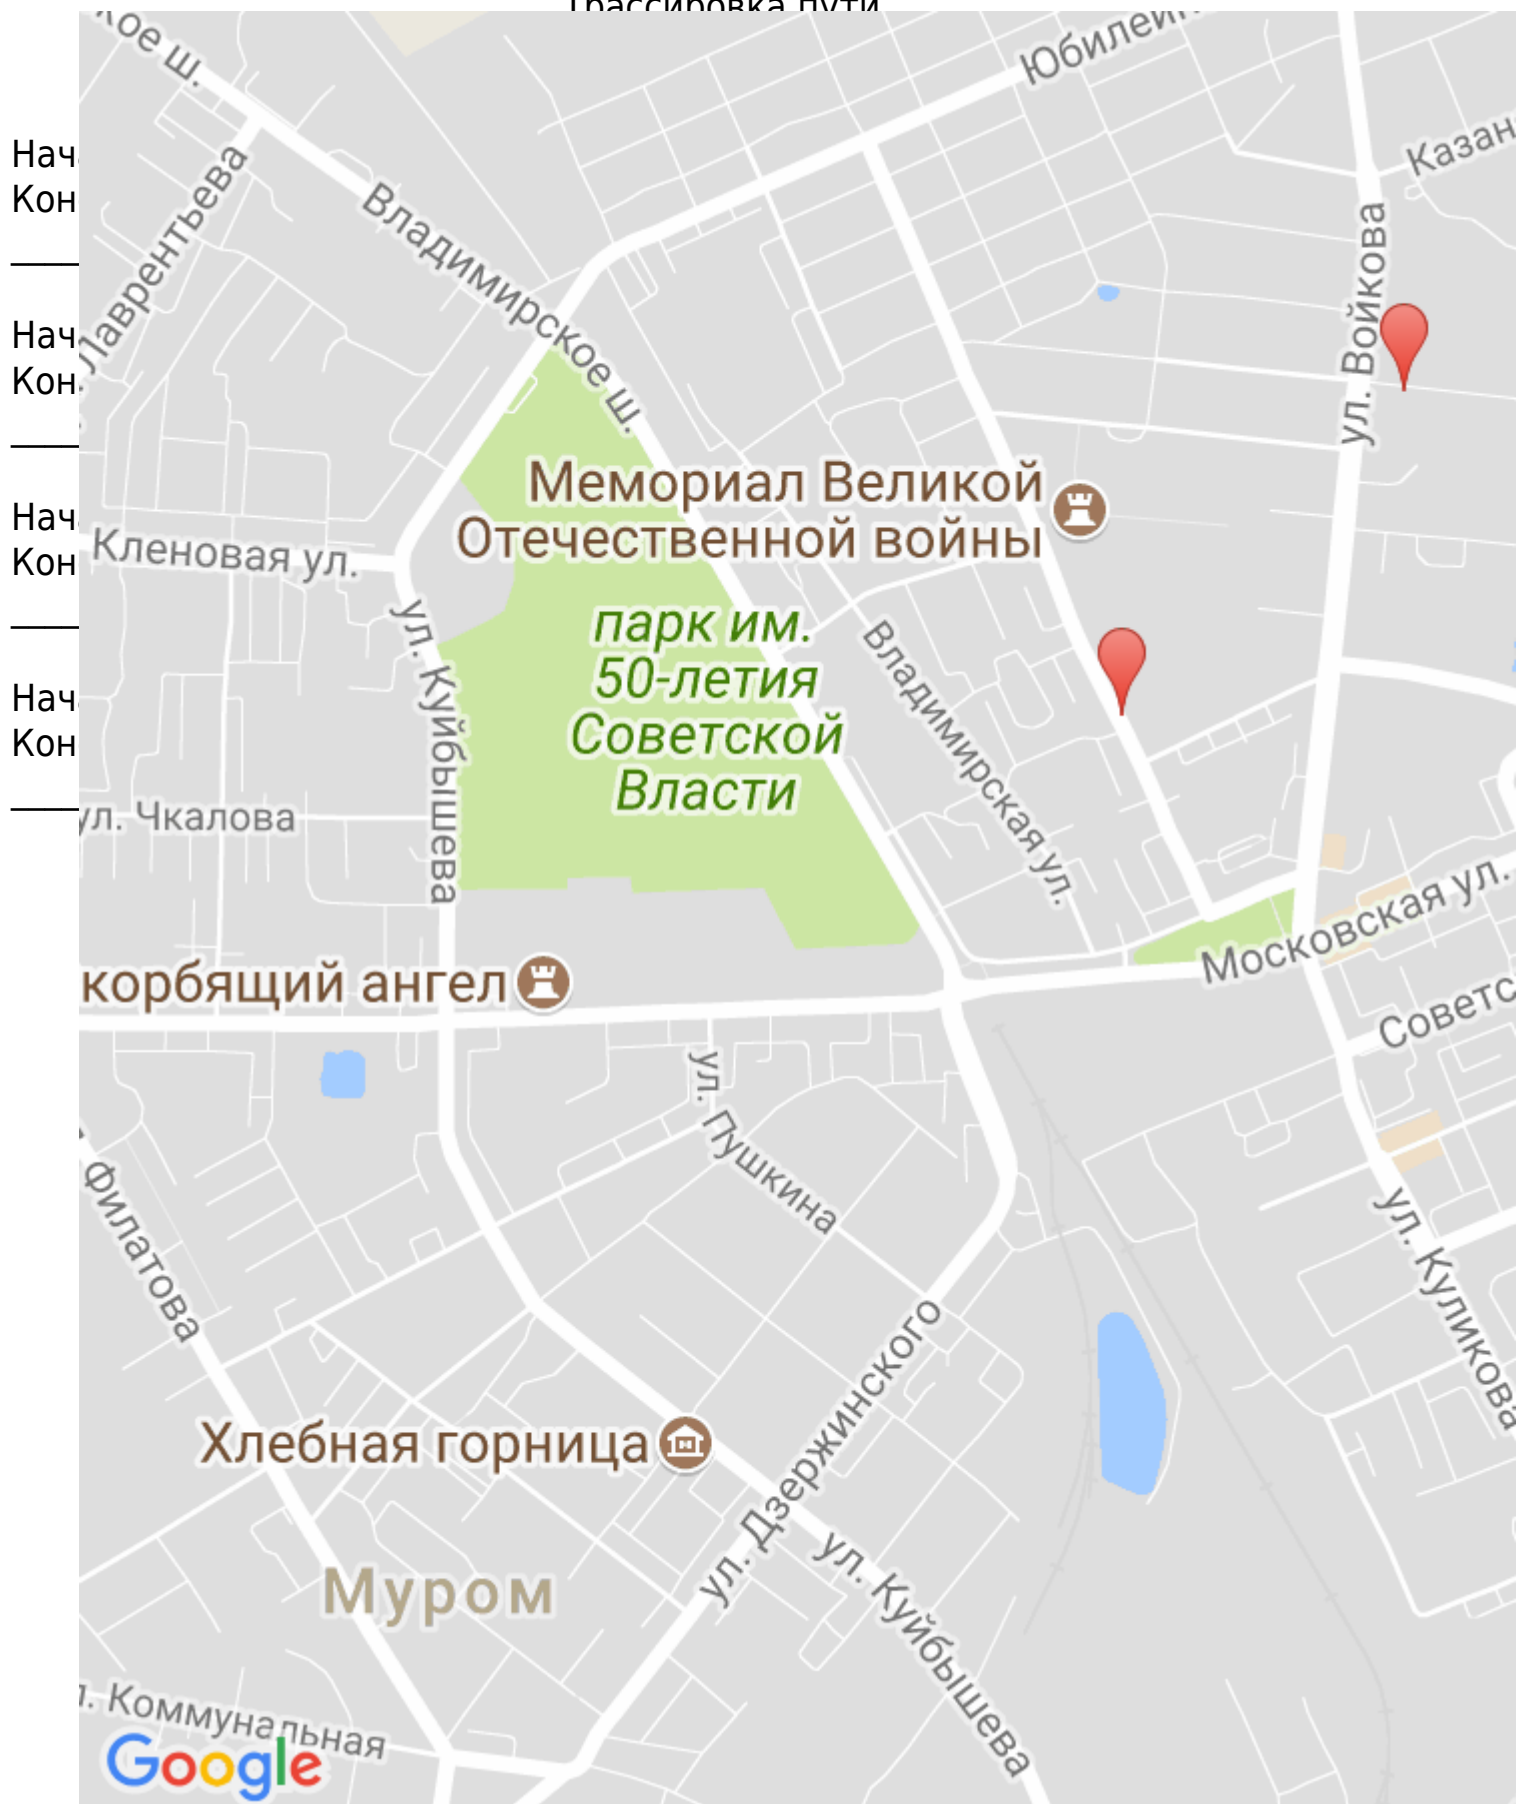 Трассировка пути
кое ш.
Юбилейн
Казан
Нач
Кон
Лаврентьева
Владимирское ш.
ул. Войкова
Нач
Кон
Мемориал Великой
Отечественной войны
Нач
Кон
Кленовая ул.
ул. Куйбышева
парк им.
50-летия
Советской
Власти
Владимирская ул.
Нач
Кон
ул. Чкалова
Московская ул.
корбящий ангел
Советс
ул. Пушкина
Филатова
ул. Куликова
Хлебная горница
ул. Дзержинского
ул. Куйбышева
Муром
л. Коммунальная
Google